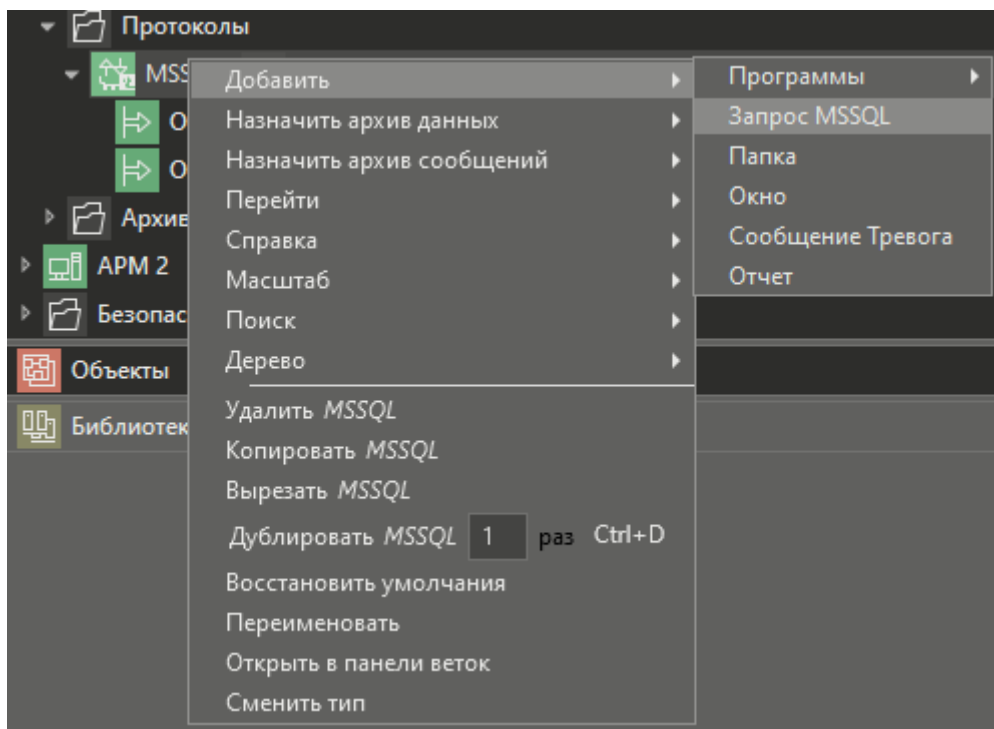 Протоколы
MSS
Добавить
Программы
О
Назначить архив данных
Запрос MSSQL
О
Назначить архив сообщений
Папка
Архив
Перейти
Окно
АРМ 2
Справка
Сообщение Тревога
Масштаб
Отчет
Безопас
Поиск
Дерево
Объекты
Библиотек
Удалить MSSQL
Копировать MSSQL
Вырезать MSSQL
Дублировать MSSQL 1 раз Ctrl+D
Восстановить умолчания
Переименовать
Открыть в панели веток
Сменить тип